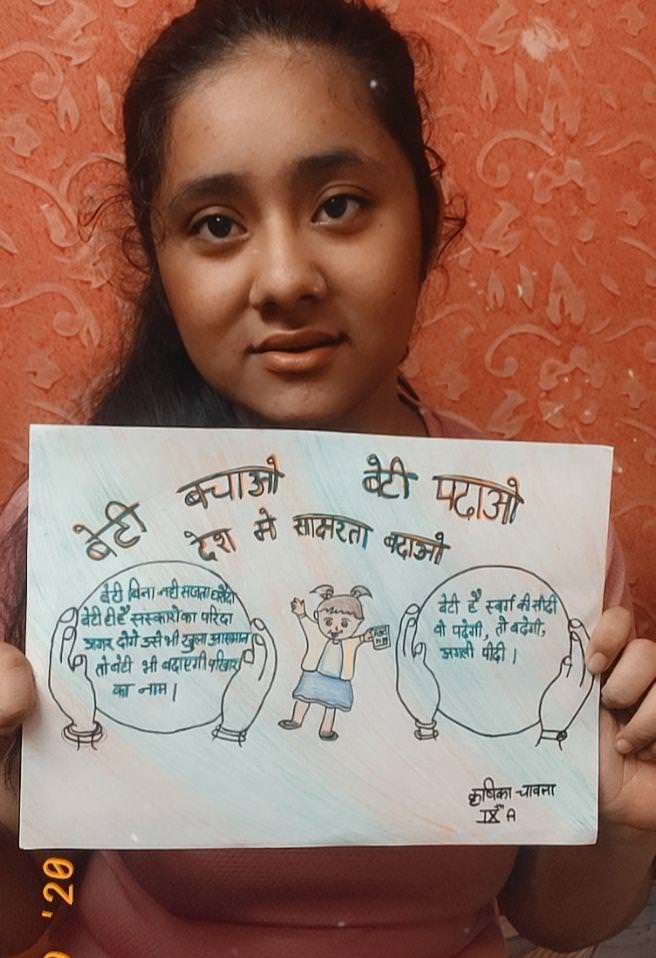 बेटी बचाओ बेटी पढाओ
देश मे साक्षरता बढाओ
बेटी बिना नही सजता घरौंदा
बेटी ही है संस्कारो का परिंदा
अगर दोगे उसे भी खुला आसमान
तो बेटी भी बढाएगी परिवार
का नाम।
बेटी है स्वर्ग की सीढी
वो पढेगी, तो बढेगी,
अगली पीढी।
कृषिका चावला
IXth A
'20